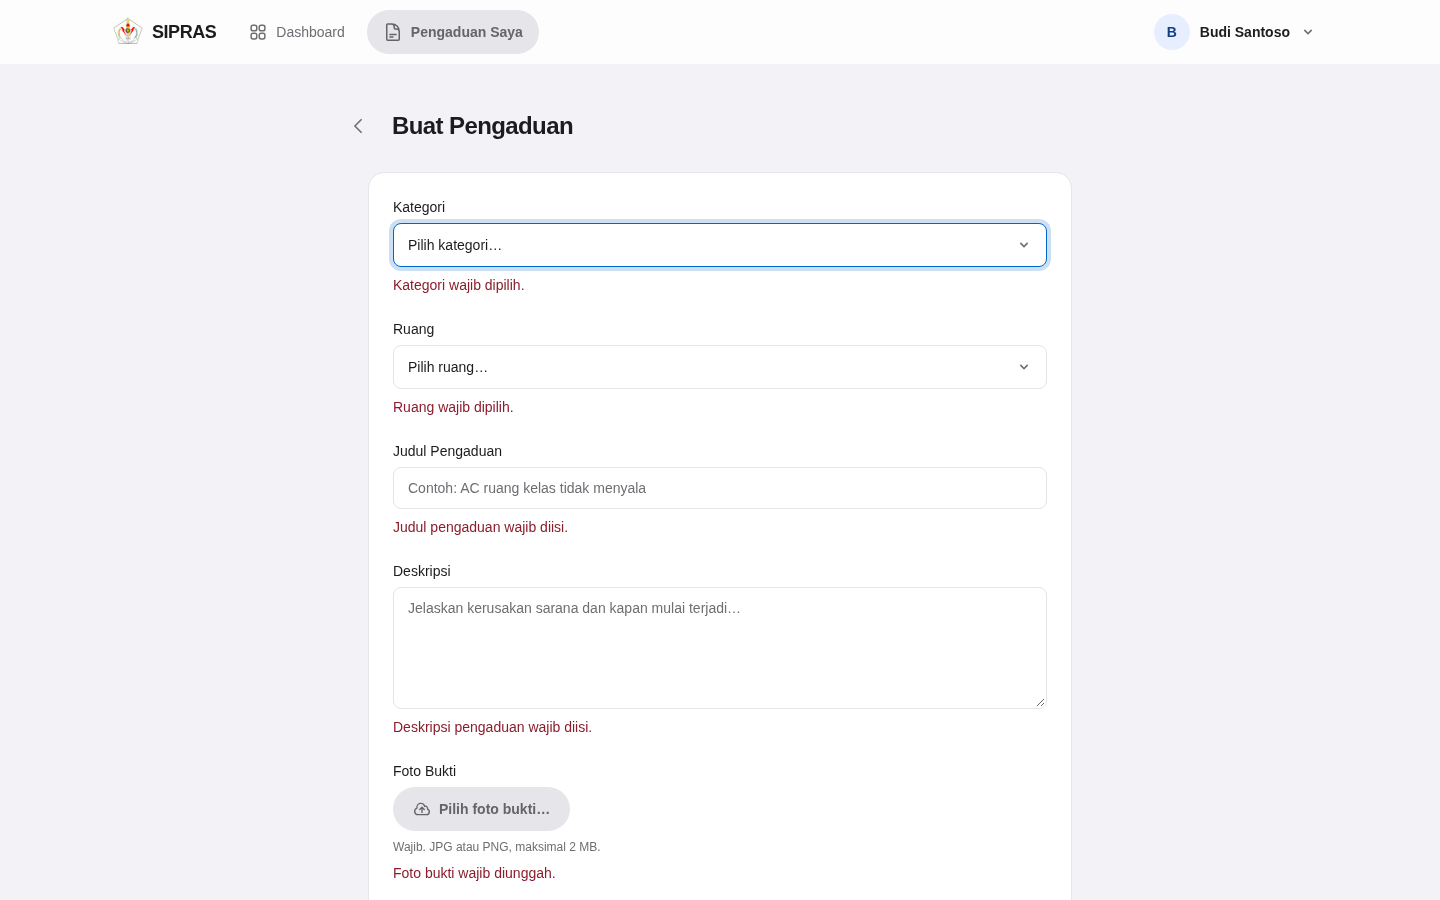 SIPRAS
Dashboard
Pengaduan Saya
B
Budi Santoso
Buat Pengaduan
Kategori
Pilih kategori…
Kategori wajib dipilih.
Ruang
Pilih ruang…
Ruang wajib dipilih.
Judul Pengaduan
Contoh: AC ruang kelas tidak menyala
Judul pengaduan wajib diisi.
Deskripsi
Jelaskan kerusakan sarana dan kapan mulai terjadi…
Deskripsi pengaduan wajib diisi.
Foto Bukti
Pilih foto bukti…
Wajib. JPG atau PNG, maksimal 2 MB.
Foto bukti wajib diunggah.